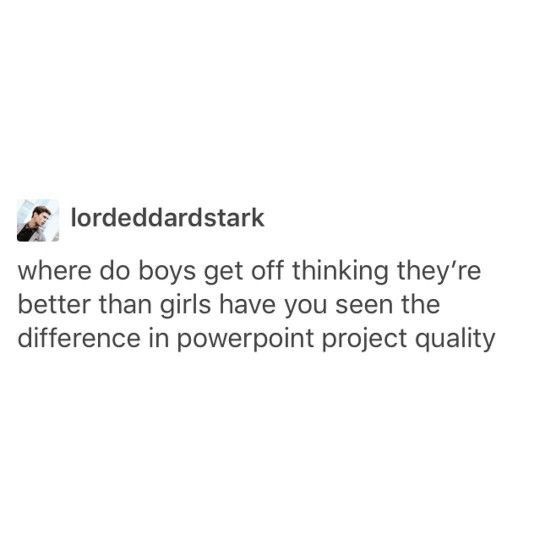 lordeddardstark
where do boys get off thinking they’re
better than girls have you seen the
difference in powerpoint project quality